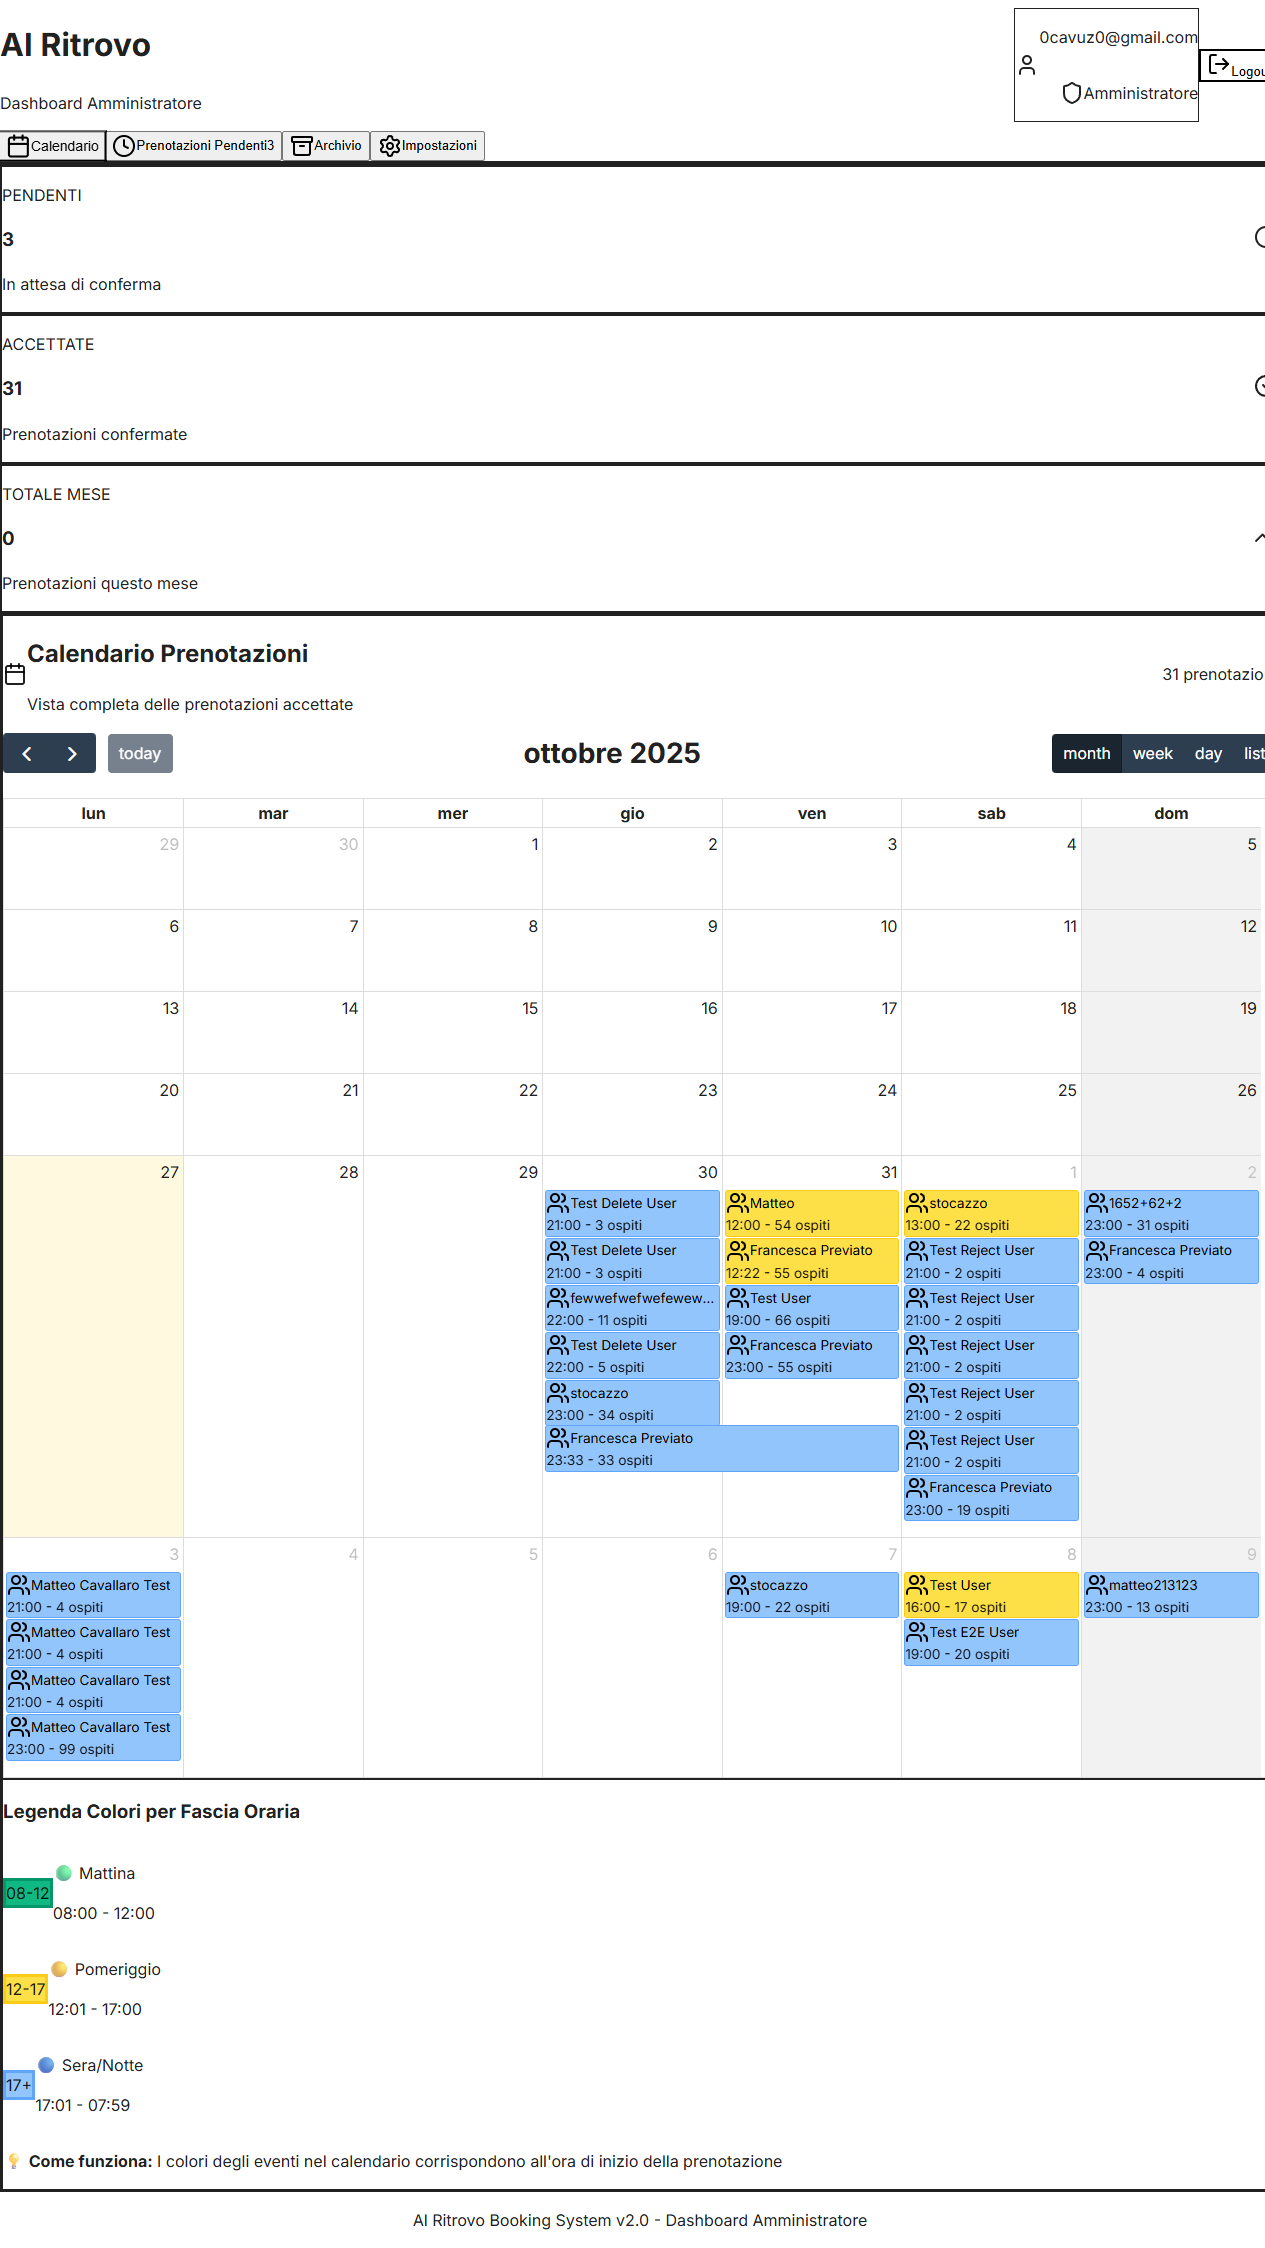 Al Ritrovo
Dashboard Amministratore
0cavuz0@gmail.com
Amministratore
Calendario
Prenotazioni Pendenti3
Archivio
Impostazioni
PENDENTI
3
In attesa di conferma
ACCETTATE
31
Prenotazioni confermate
TOTALE MESE
0
Prenotazioni questo mese
Calendario Prenotazioni
Vista completa delle prenotazioni accettate
31
today
ottobre 2025
month week day list
lun mar mer gio ven sab dom
29 30 1 2 3 4 5
6 7 8 9 10 11 12
13 14 15 16 17 18 19
20 21 22 23 24 25 26
27 28 29 30 31 1 2
Test Delete User
21:00 - 3 ospiti
Test Delete User
21:00 - 3 ospiti
fewwefwefwefewew...
22:00 - 11 ospiti
Test Delete User
22:00 - 5 ospiti
stocazzo
23:00 - 34 ospiti
Francesca Previato
23:33 - 33 ospiti
Matteo
12:00 - 54 ospiti
Francesca Previato
12:22 - 55 ospiti
Test User
19:00 - 66 ospiti
Francesca Previato
23:00 - 55 ospiti
stocazzo
13:00 - 22 ospiti
Test Reject User
21:00 - 2 ospiti
Test Reject User
21:00 - 2 ospiti
Test Reject User
21:00 - 2 ospiti
Test Reject User
21:00 - 2 ospiti
Test Reject User
21:00 - 2 ospiti
Francesca Previato
23:00 - 19 ospiti
1652+62+2
23:00 - 31 ospiti
Francesca Previato
23:00 - 4 ospiti
3 4 5 6 7 8 9
Matteo Cavallaro Test
21:00 - 4 ospiti
Matteo Cavallaro Test
21:00 - 4 ospiti
Matteo Cavallaro Test
21:00 - 4 ospiti
Matteo Cavallaro Test
23:00 - 99 ospiti
stocazzo
19:00 - 22 ospiti
Test User
16:00 - 17 ospiti
Test E2E User
19:00 - 20 ospiti
matteo213123
23:00 - 13 ospiti
Legenda Colori per Fascia Oraria
08-12
Mattina
08:00 - 12:00
12-17
Pomeriggio
12:01 - 17:00
17+
Sera/Notte
17:01 - 07:59
Come funziona: I colori degli eventi nel calendario corrispondono all'ora di inizio della prenotazione
Al Ritrovo Booking System v2.0 - Dashboard Amministratore